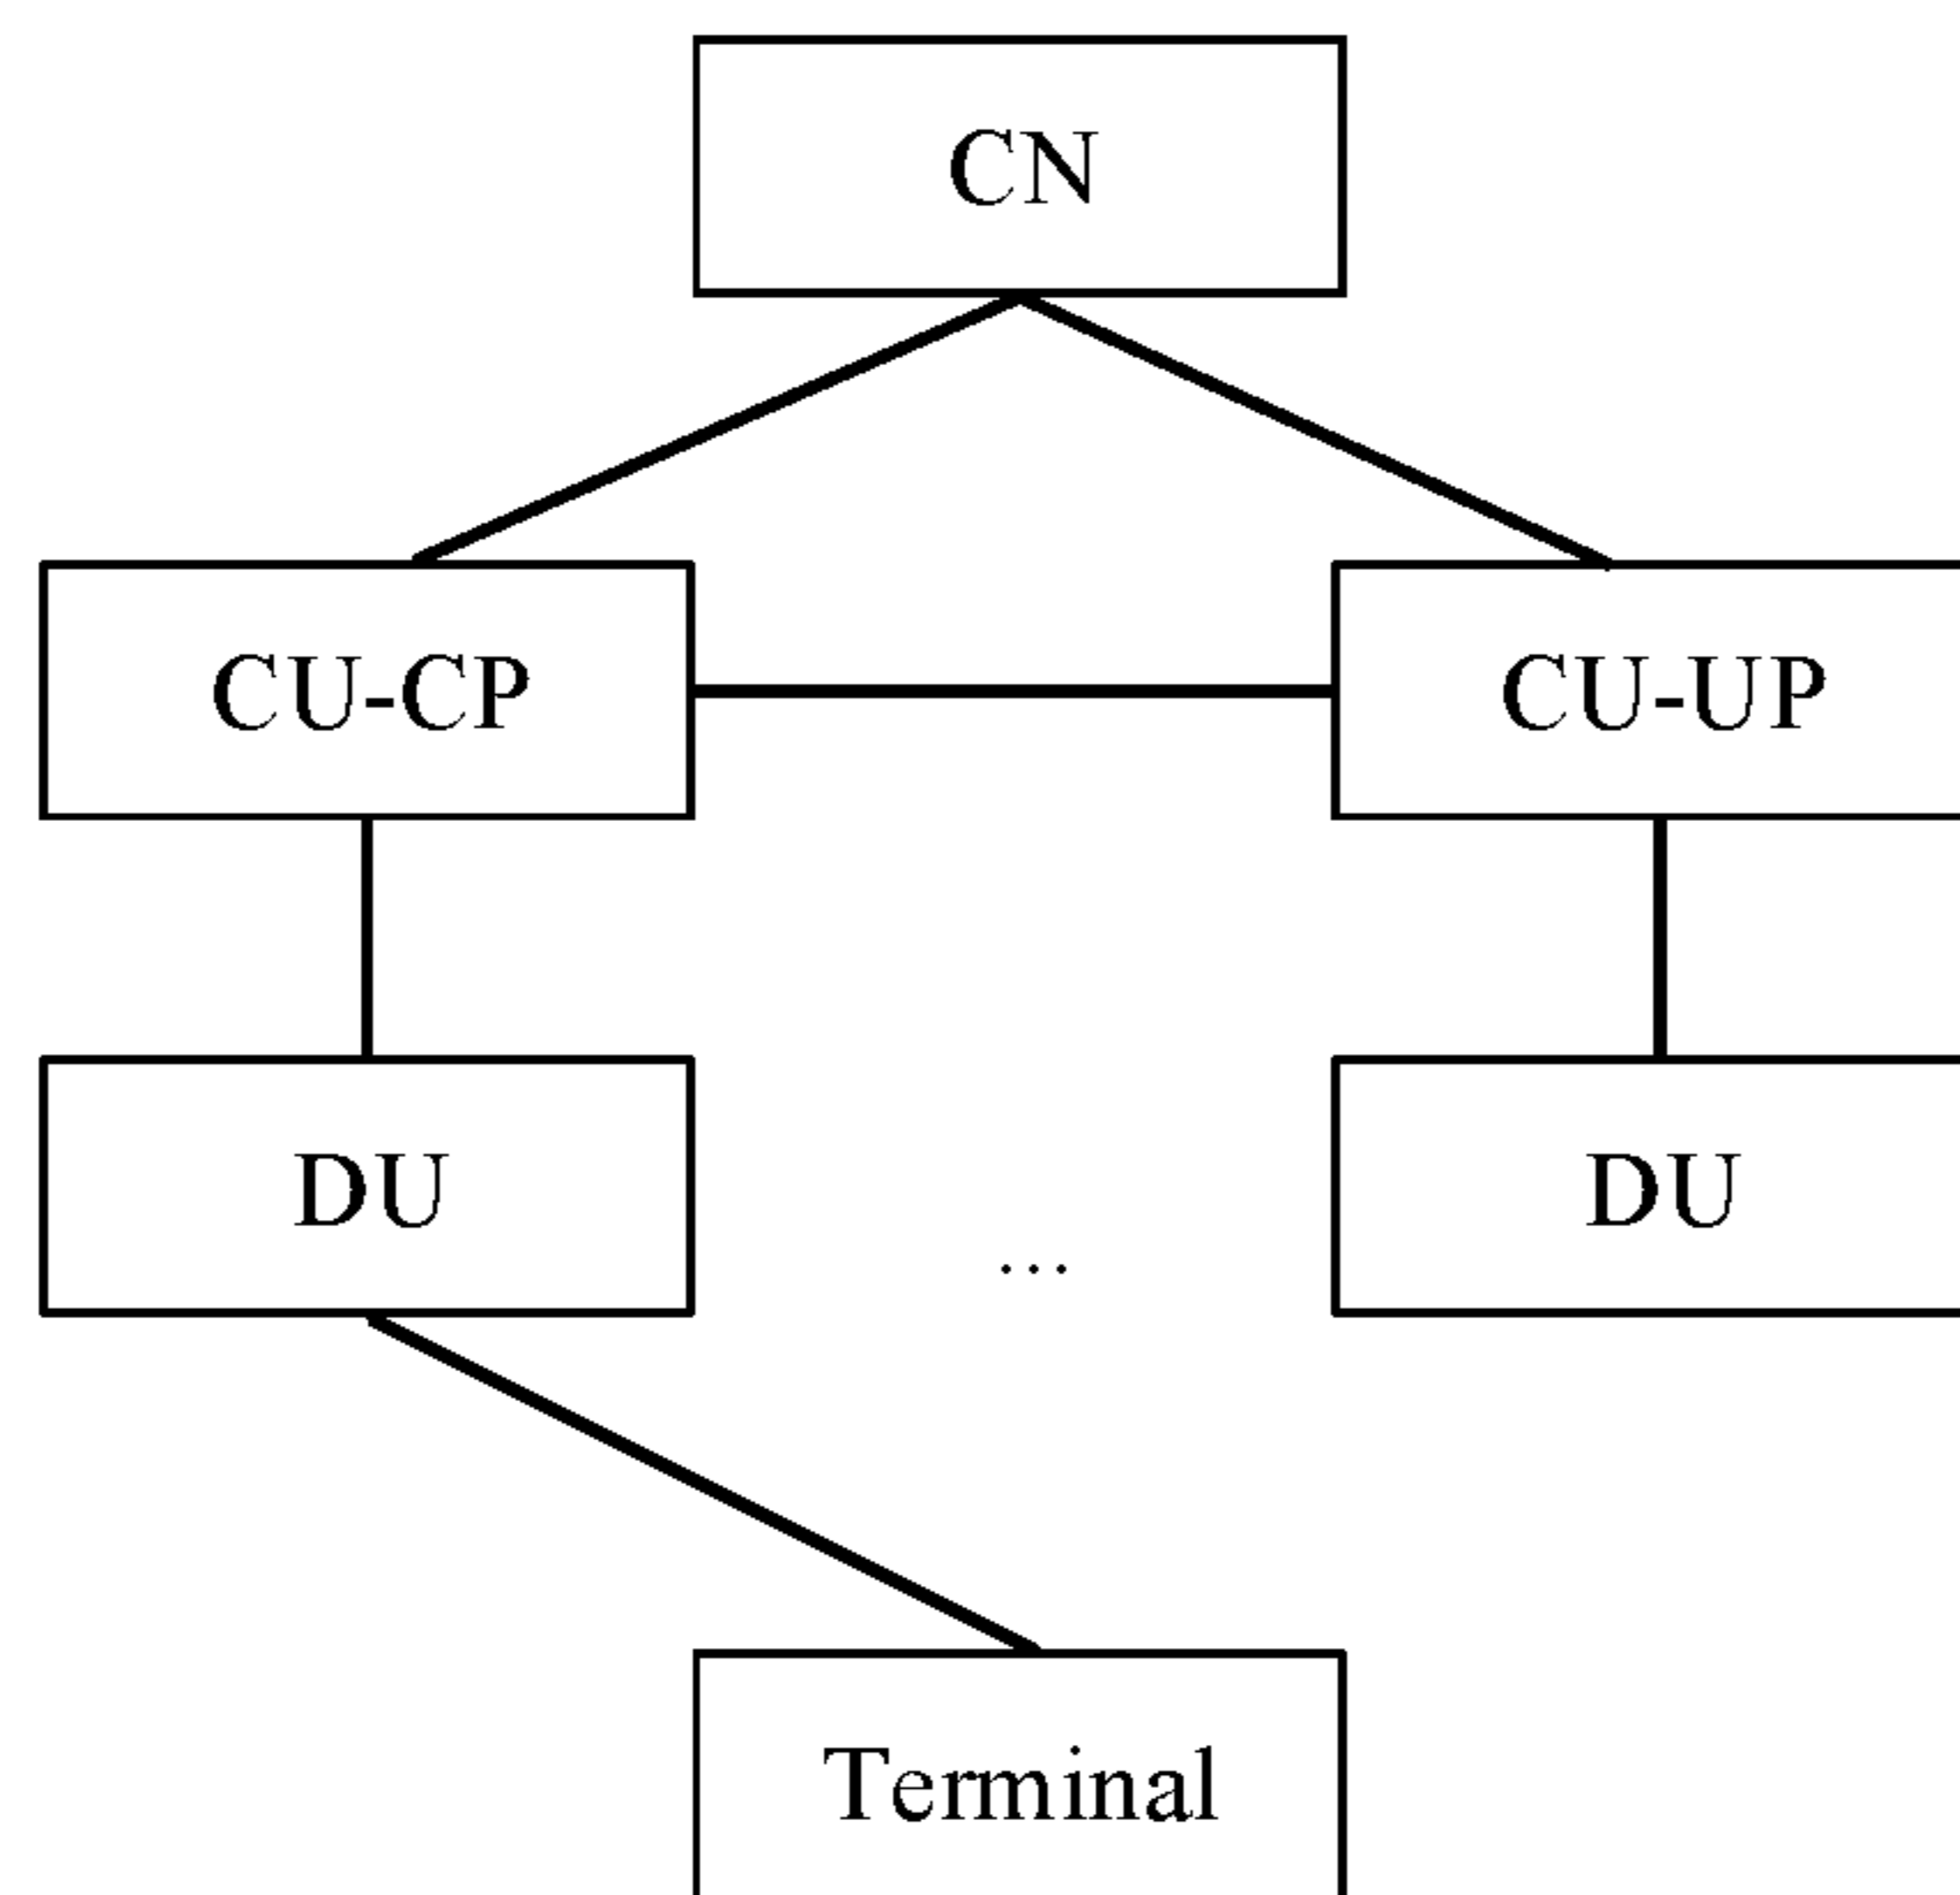 CN
CU-CP
CU-UP
DU
...
DU
Terminal